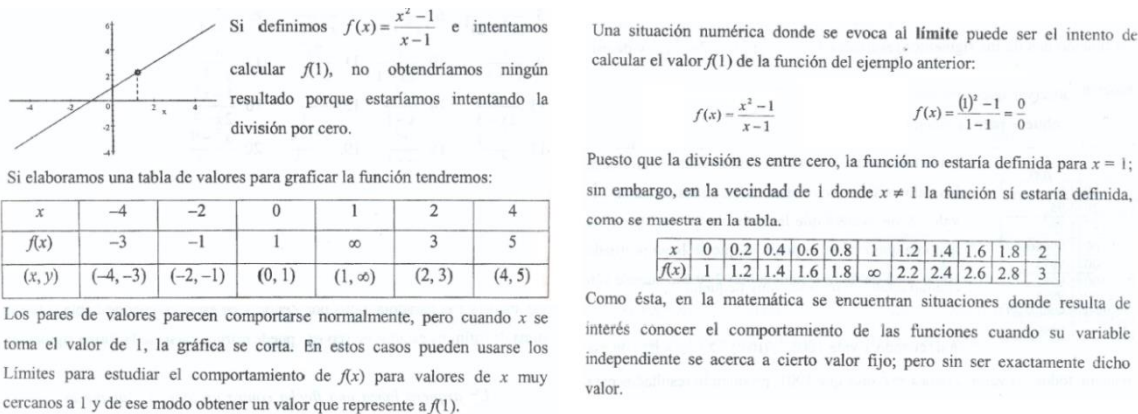 6
4
2
-4 -2 0 2 x 4
-2
-4
Si definimos f(x) = x² − 1 / x − 1 e intentamos
calcular f(1), no obtendríamos ningún
resultado porque estaríamos intentando la
división por cero.
Si elaboramos una tabla de valores para graficar la función tendremos:
x –4 –2 0 1 2 4
f(x) –3 –1 1 ∞ 3 5
(x, y) (–4, –3) (–2, –1) (0, 1) (1, ∞) (2, 3) (4, 5)
Los pares de valores parecen comportarse normalmente, pero cuando x se
toma el valor de 1, la gráfica se corta. En estos casos pueden usarse los
Límites para estudiar el comportamiento de f(x) para valores de x muy
cercanos a 1 y de ese modo obtener un valor que represente a f(1).
Una situación numérica donde se evoca al límite puede ser el intento de
calcular el valor f(1) de la función del ejemplo anterior:
f(x) = x² − 1 / x − 1 f(x) = (1)² − 1 / 1 − 1 = 0 / 0
Puesto que la división es entre cero, la función no estaría definida para x = 1;
sin embargo, en la vecindad de 1 donde x ≠ 1 la función sí estaría definida,
como se muestra en la tabla.
x 0 0.2 0.4 0.6 0.8 1 1.2 1.4 1.6 1.8 2
f(x) 1 1.2 1.4 1.6 1.8 ∞ 2.2 2.4 2.6 2.8 3
Como ésta, en la matemática se encuentran situaciones donde resulta de
interés conocer el comportamiento de las funciones cuando su variable
independiente se acerca a cierto valor fijo; pero sin ser exactamente dicho
valor.